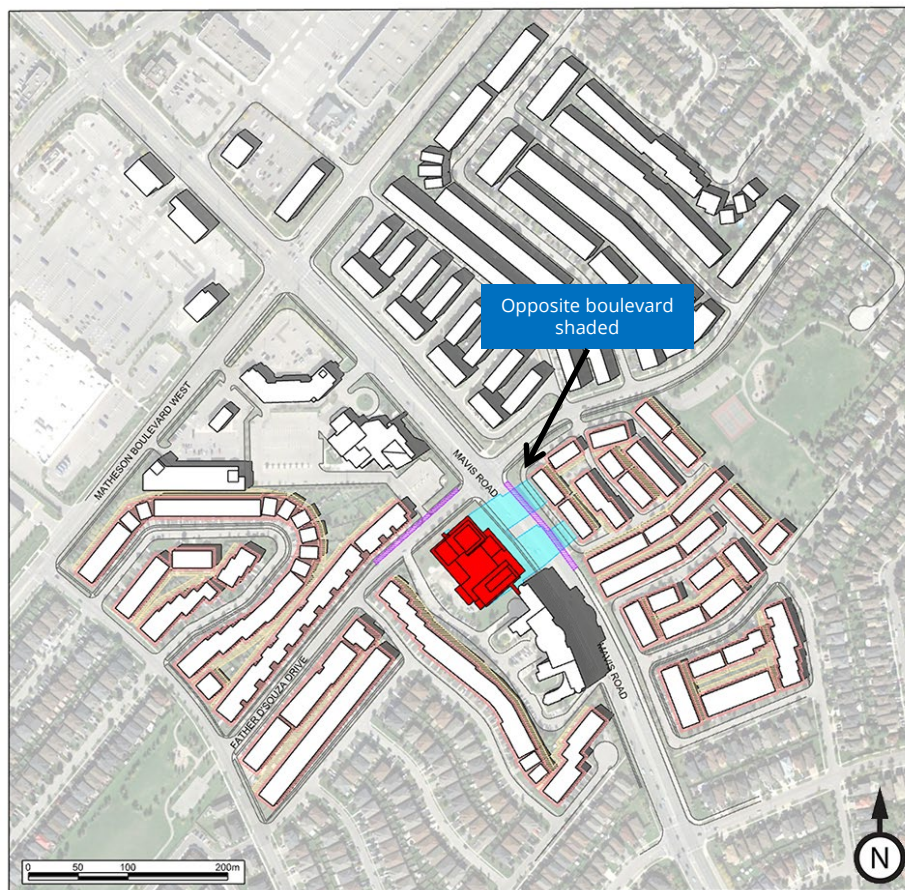 Opposite boulevard
shaded
MATHESON BOULEVARD WEST
MAVIS ROAD
MAVIS ROAD
FATHER D'SOUZA DRIVE
0 50 100 200m
N